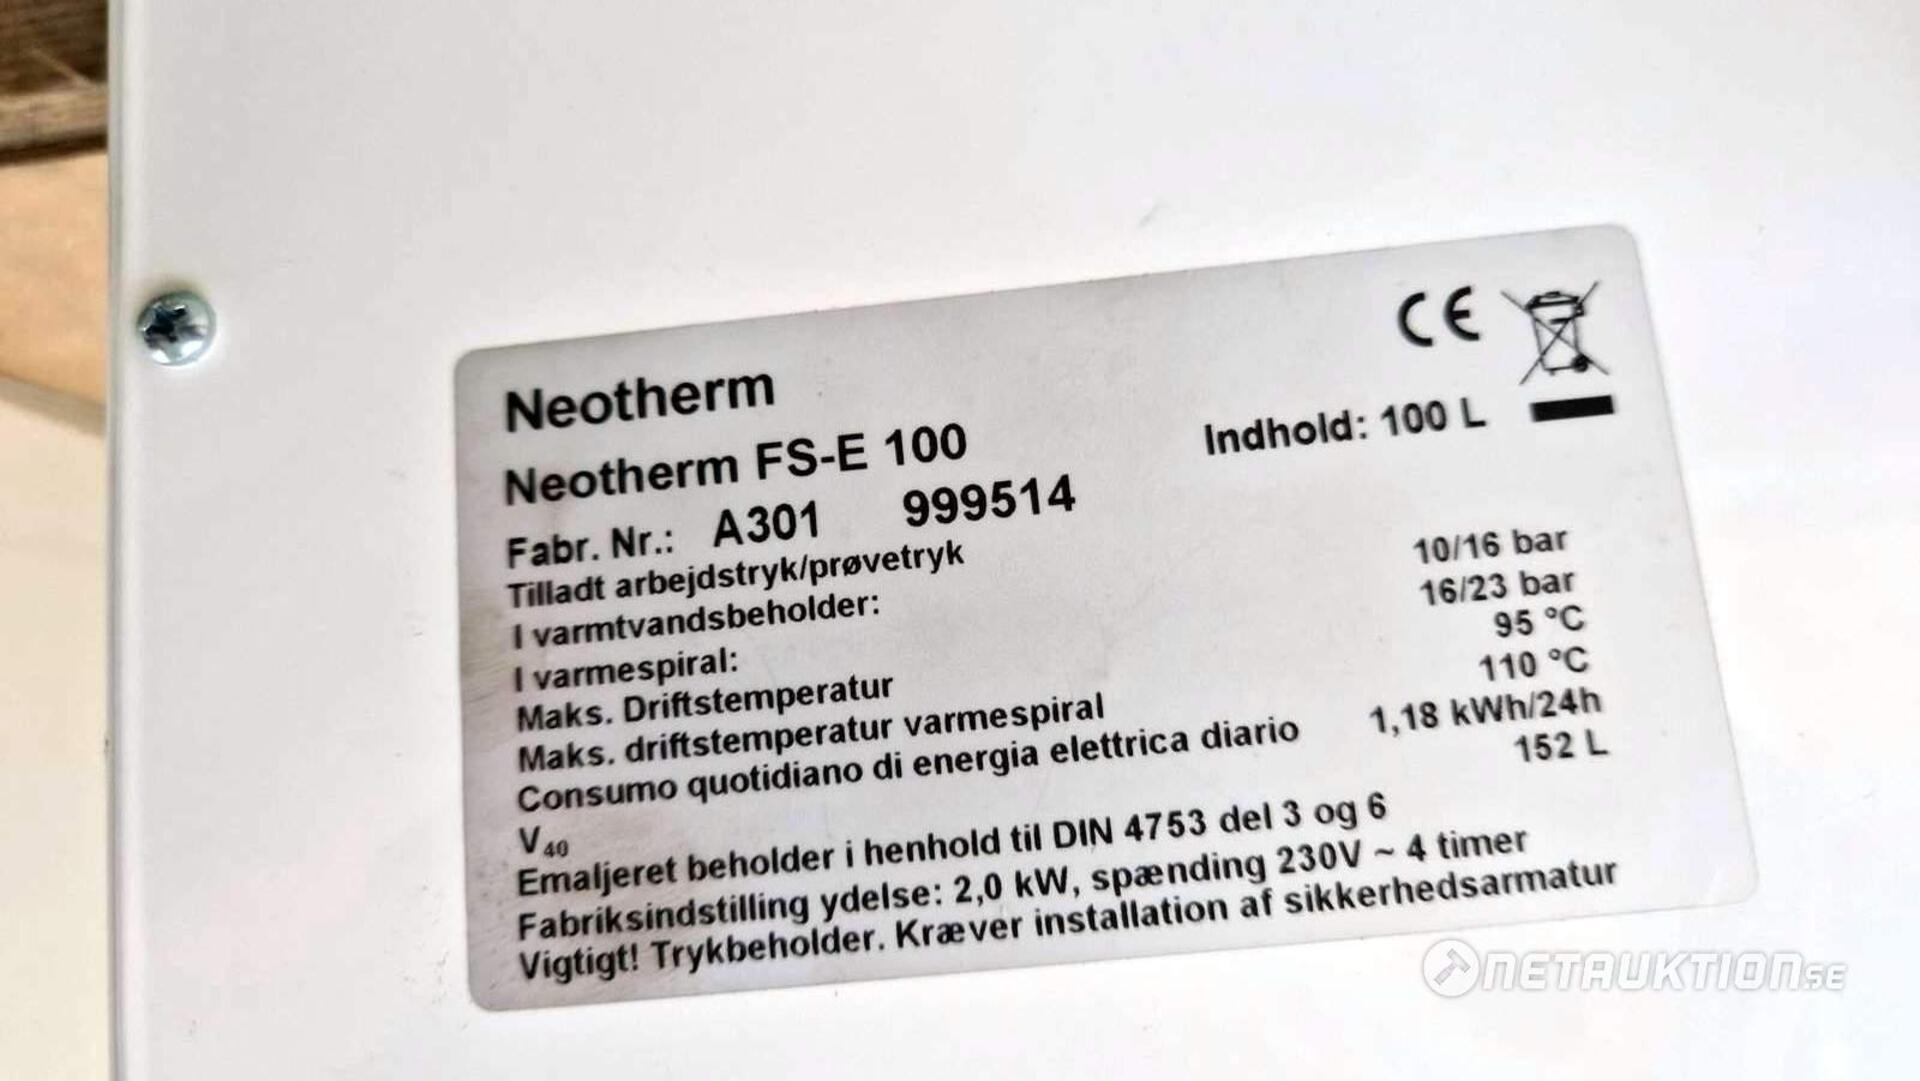 CE
Neotherm
Neotherm FS-E 100
Indhold: 100 L
Fabr. Nr.: A301 999514
Tilladt arbejdstryk/prøvetryk
I varmtvandsbeholder: 10/16 bar
I varmespiral: 16/23 bar
Maks. Driftstemperatur 95 °C
Maks. driftstemperatur varmespiral 110 °C
Consumo quotidiano di energia elettrica diario 1,18 kWh/24h
V40 152 L
Emaljeret beholder i henhold til DIN 4753 del 3 og 6
Fabriksindstilling ydelse: 2,0 kW, spænding 230V ~ 4 timer
Vigtigt! Trykbeholder. Kræver installation af sikkerhedsarmatur
NETAUKTION.SE